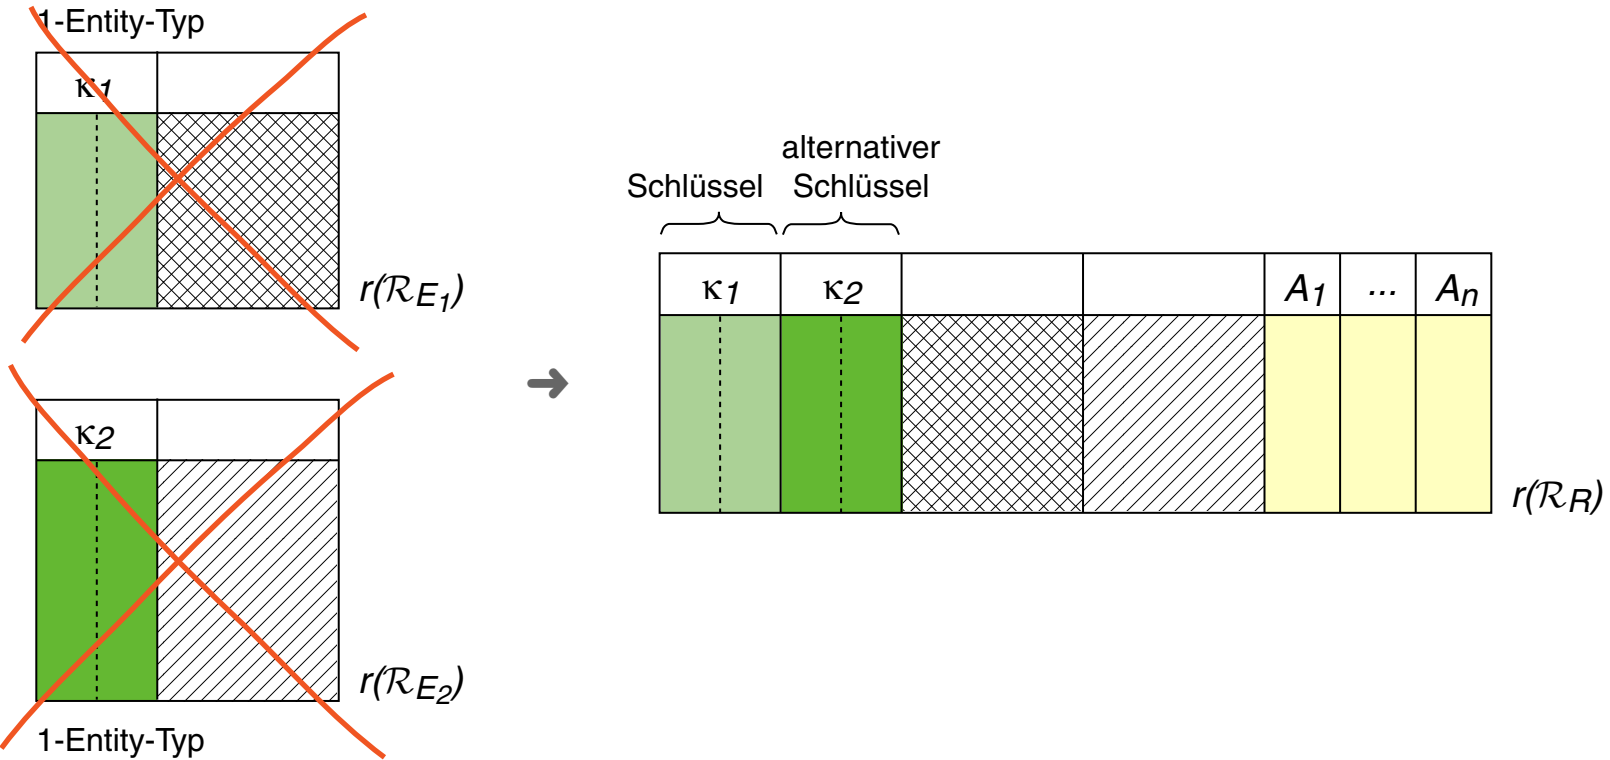 1-Entity-Typ
κ1
r(ℛE1)
κ2
r(ℛE2)
1-Entity-Typ
➜
alternativer
Schlüssel Schlüssel
κ1 κ2 A1 ... An
r(ℛR)